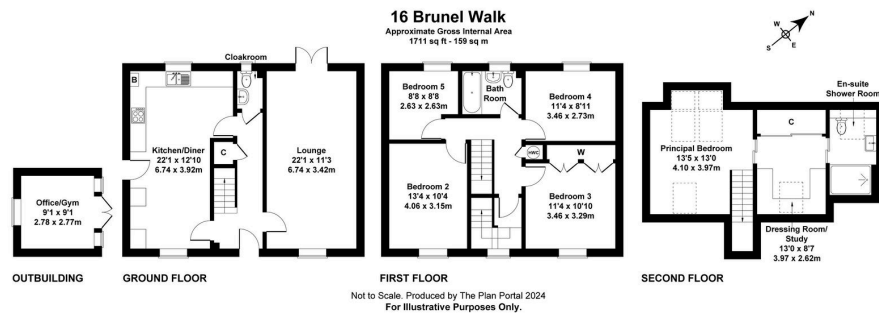 16 Brunel Walk
Approximate Gross Internal Area
1711 sq ft - 159 sq m
N
W
E
S
Cloakroom
B
Kitchen/Diner
22'1 x 12'10
6.74 x 3.92m
C
Lounge
22'1 x 11'3
6.74 x 3.42m
Office/Gym
9'1 x 9'1
2.78 x 2.77m
Bedroom 5
8'8 x 8'8
2.63 x 2.63m
Bath
Room
Bedroom 4
11'4 x 8'11
3.46 x 2.73m
HWC
W
Bedroom 2
13'4 x 10'4
4.06 x 3.15m
Bedroom 3
11'4 x 10'10
3.46 x 3.29m
En-suite
Shower Room
C
Principal Bedroom
13'5 x 13'0
4.10 x 3.97m
Dressing Room/
Study
13'0 x 8'7
3.97 x 2.62m
OUTBUILDING
GROUND FLOOR
FIRST FLOOR
SECOND FLOOR
Not to Scale. Produced by The Plan Portal 2024
For Illustrative Purposes Only.